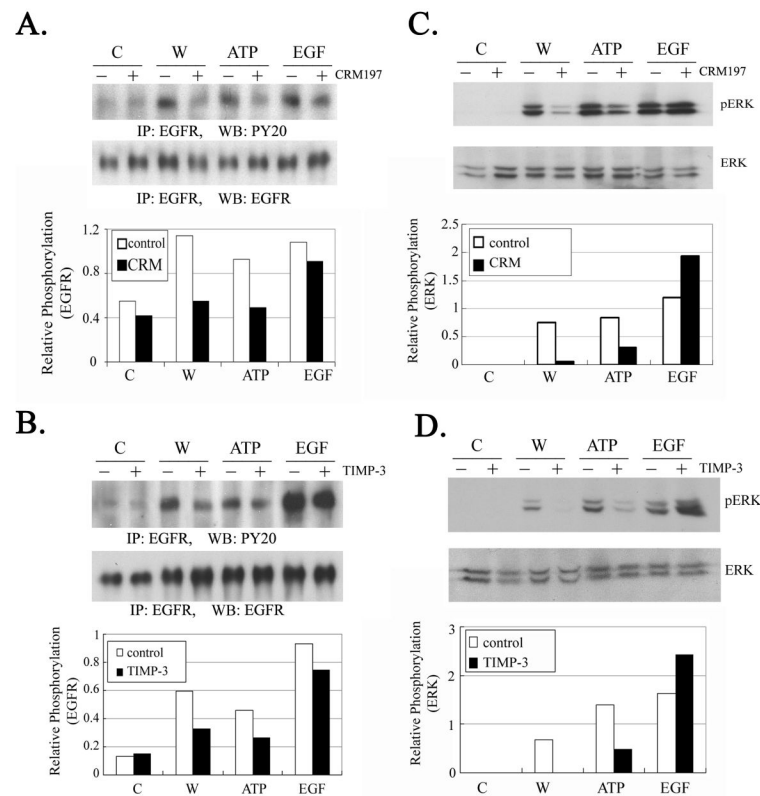 A.
C W ATP EGF
– + – + – + – + CRM197
IP: EGFR, WB: PY20
IP: EGFR, WB: EGFR
Relative Phosphorylation
(EGFR)
1.2
0.8
0.4
0
control
CRM
C W ATP EGF
B.
C W ATP EGF
– + – + – + – + TIMP-3
IP: EGFR, WB: PY20
IP: EGFR, WB: EGFR
Relative Phosphorylation
(EGFR)
1
0.8
0.6
0.4
0.2
0
control
TIMP-3
C W ATP EGF
C.
C W ATP EGF
– + – + – + – + CRM197
pERK
ERK
Relative Phosphorylation
(ERK)
2.5
2
1.5
1
0.5
0
control
CRM
C W ATP EGF
D.
C W ATP EGF
– + – + – + – + TIMP-3
pERK
ERK
Relative Phosphorylation
(ERK)
3
2
1
0
control
TIMP-3
C W ATP EGF